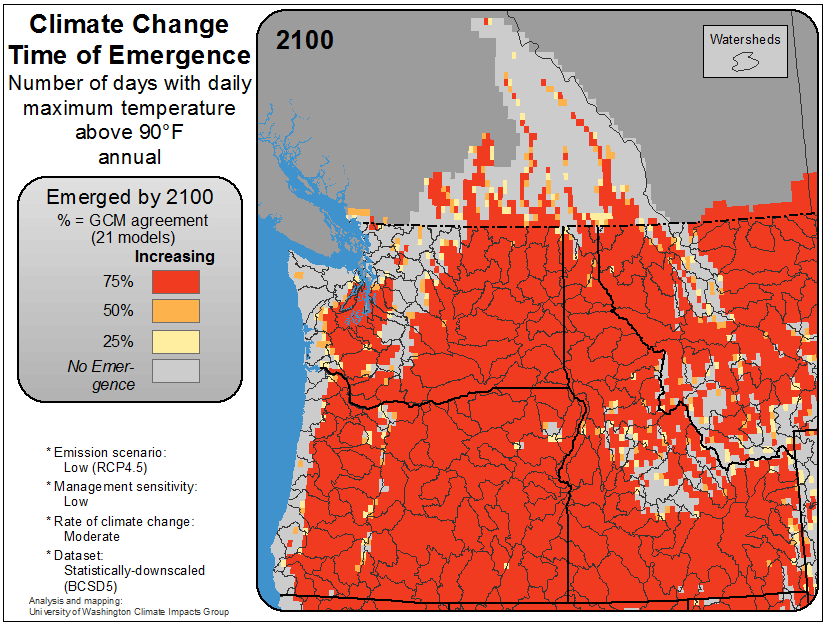 Climate Change
Time of Emergence
Number of days with daily
maximum temperature
above 90°F
annual
Emerged by 2100
% = GCM agreement
(21 models)
Increasing
75%
50%
25%
No Emer-
gence
* Emission scenario:
Low (RCP4.5)
* Management sensitivity:
Low
* Rate of climate change:
Moderate
* Dataset:
Statistically-downscaled
(BCSD5)
Analysis and mapping:
University of Washington Climate Impacts Group
2100
Watersheds